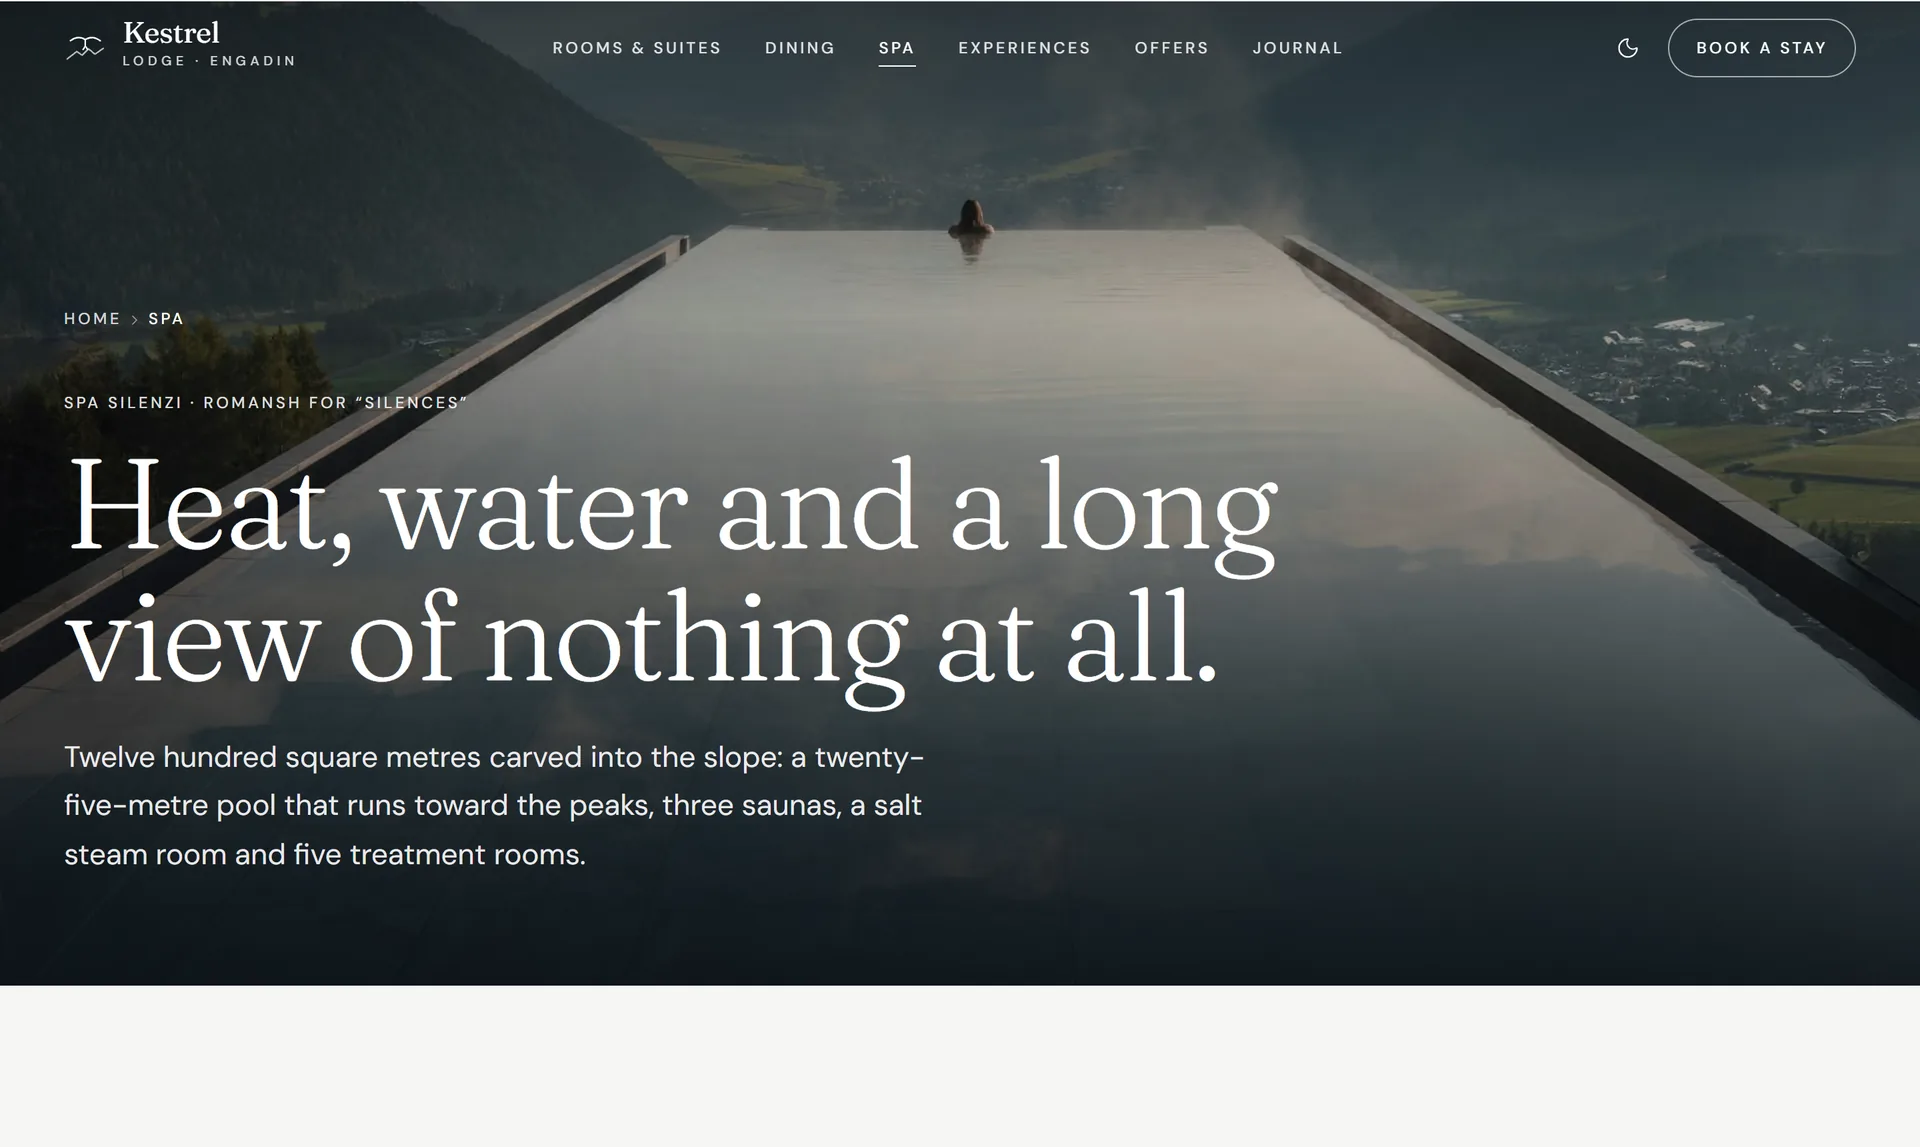 Kestrel
LODGE · ENGADIN
ROOMS & SUITES
DINING
SPA
EXPERIENCES
OFFERS
JOURNAL
BOOK A STAY
HOME > SPA
SPA SILENZI · ROMANSH FOR “SILENCES”
Heat, water and a long
view of nothing at all.
Twelve hundred square metres carved into the slope: a twenty-
five-metre pool that runs toward the peaks, three saunas, a salt
steam room and five treatment rooms.